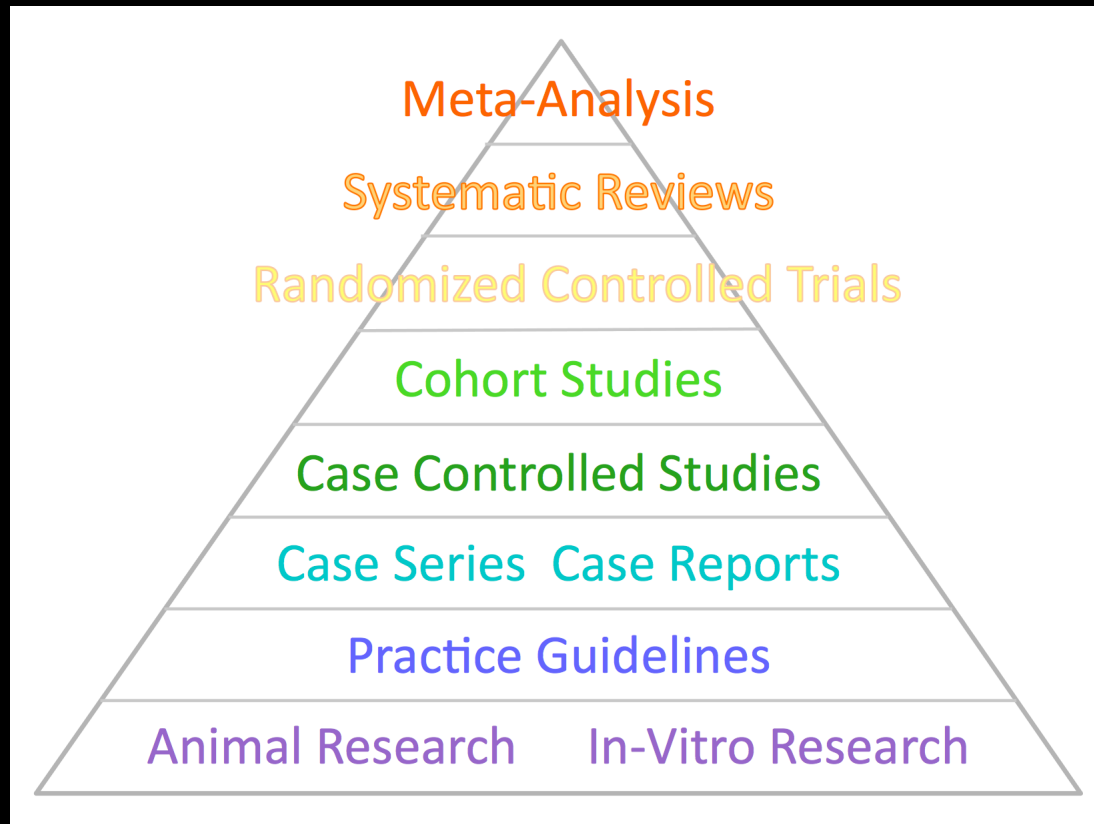 Meta-Analysis
Systematic Reviews
Randomized Controlled Trials
Cohort Studies
Case Controlled Studies
Case Series  Case Reports
Practice Guidelines
Animal Research  In-Vitro Research